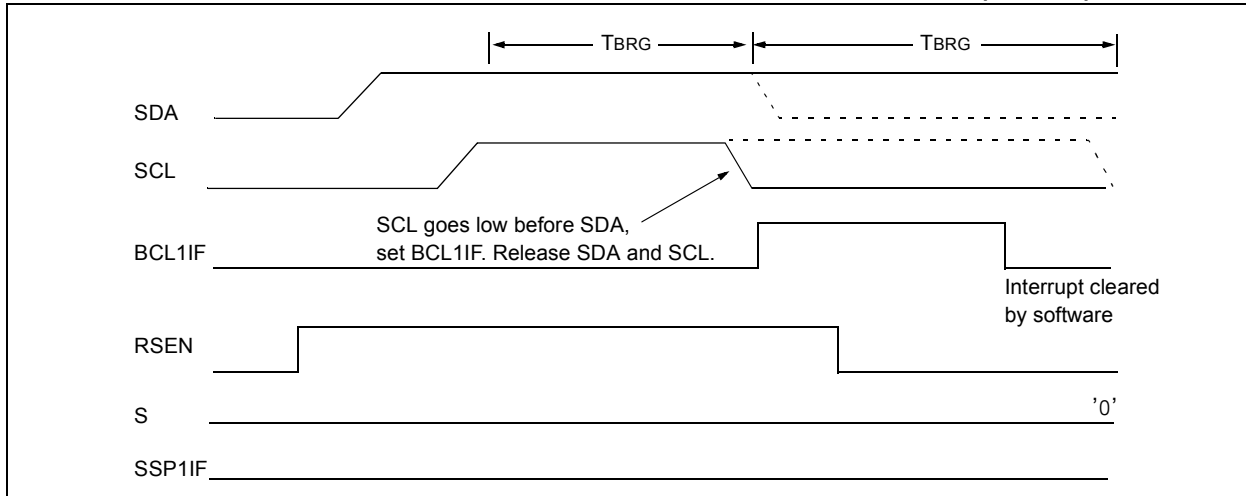 TBRG TBRG
SDA
SCL
SCL goes low before SDA,
set BCL1IF. Release SDA and SCL.
BCL1IF
Interrupt cleared
by software
RSEN
S
'0'
SSP1IF